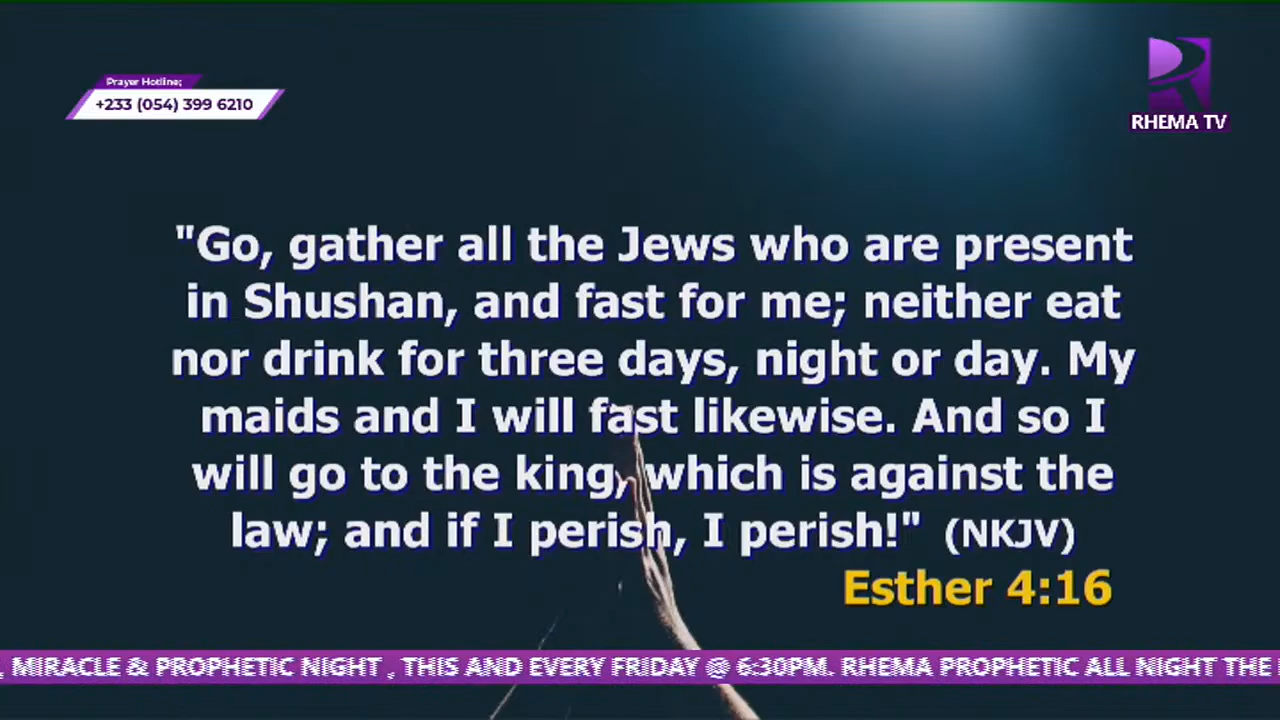 Prayer Hotline;
+233 (054) 399 6210
RHEMA TV
"Go, gather all the Jews who are present
in Shushan, and fast for me; neither eat
nor drink for three days, night or day. My
maids and I will fast likewise. And so I
will go to the king, which is against the
law; and if I perish, I perish!" (NKJV)
Esther 4:16
, MIRACLE & PROPHETIC NIGHT , THIS AND EVERY FRIDAY @ 6:30PM. RHEMA PROPHETIC ALL NIGHT THE